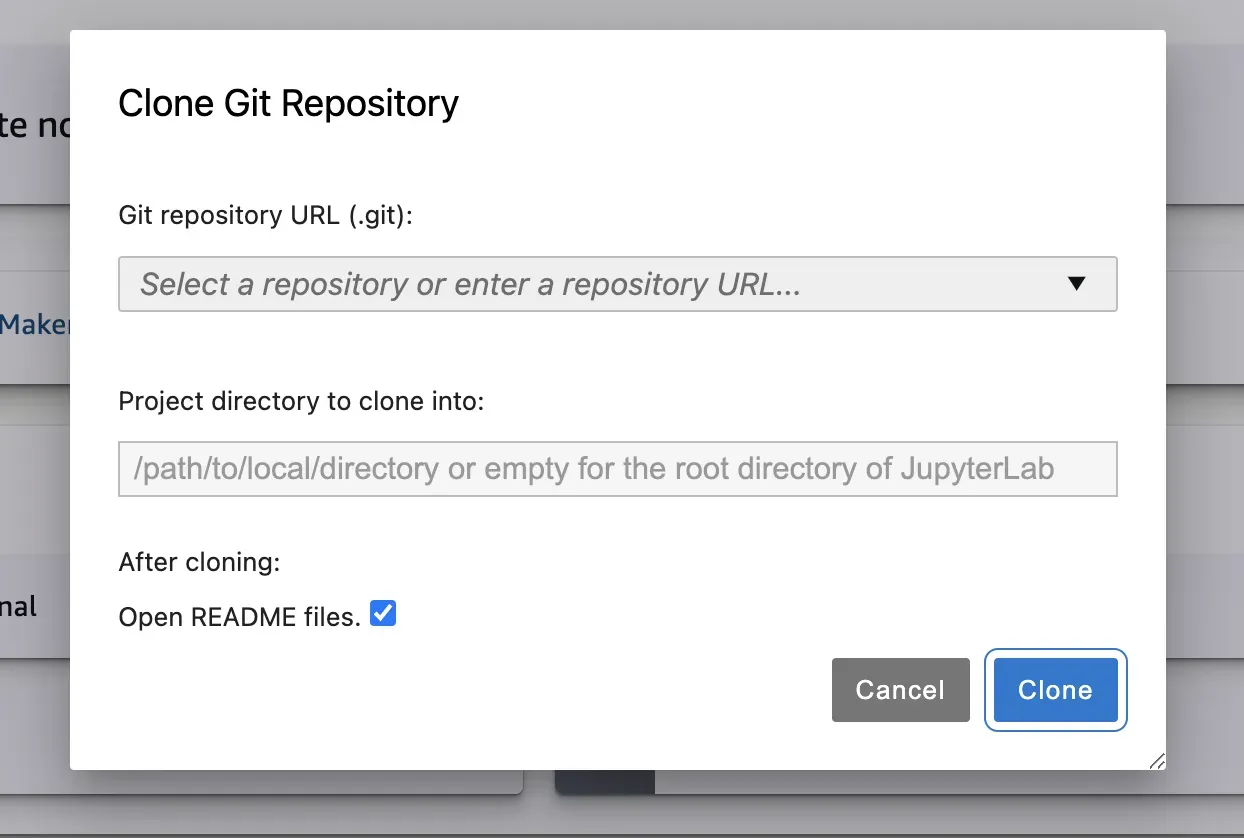 Clone Git Repository
te no
Git repository URL (.git):
Select a repository or enter a repository URL...
Maker
Project directory to clone into:
/path/to/local/directory or empty for the root directory of JupyterLab
After cloning:
nal
Open README files.
Cancel
Clone